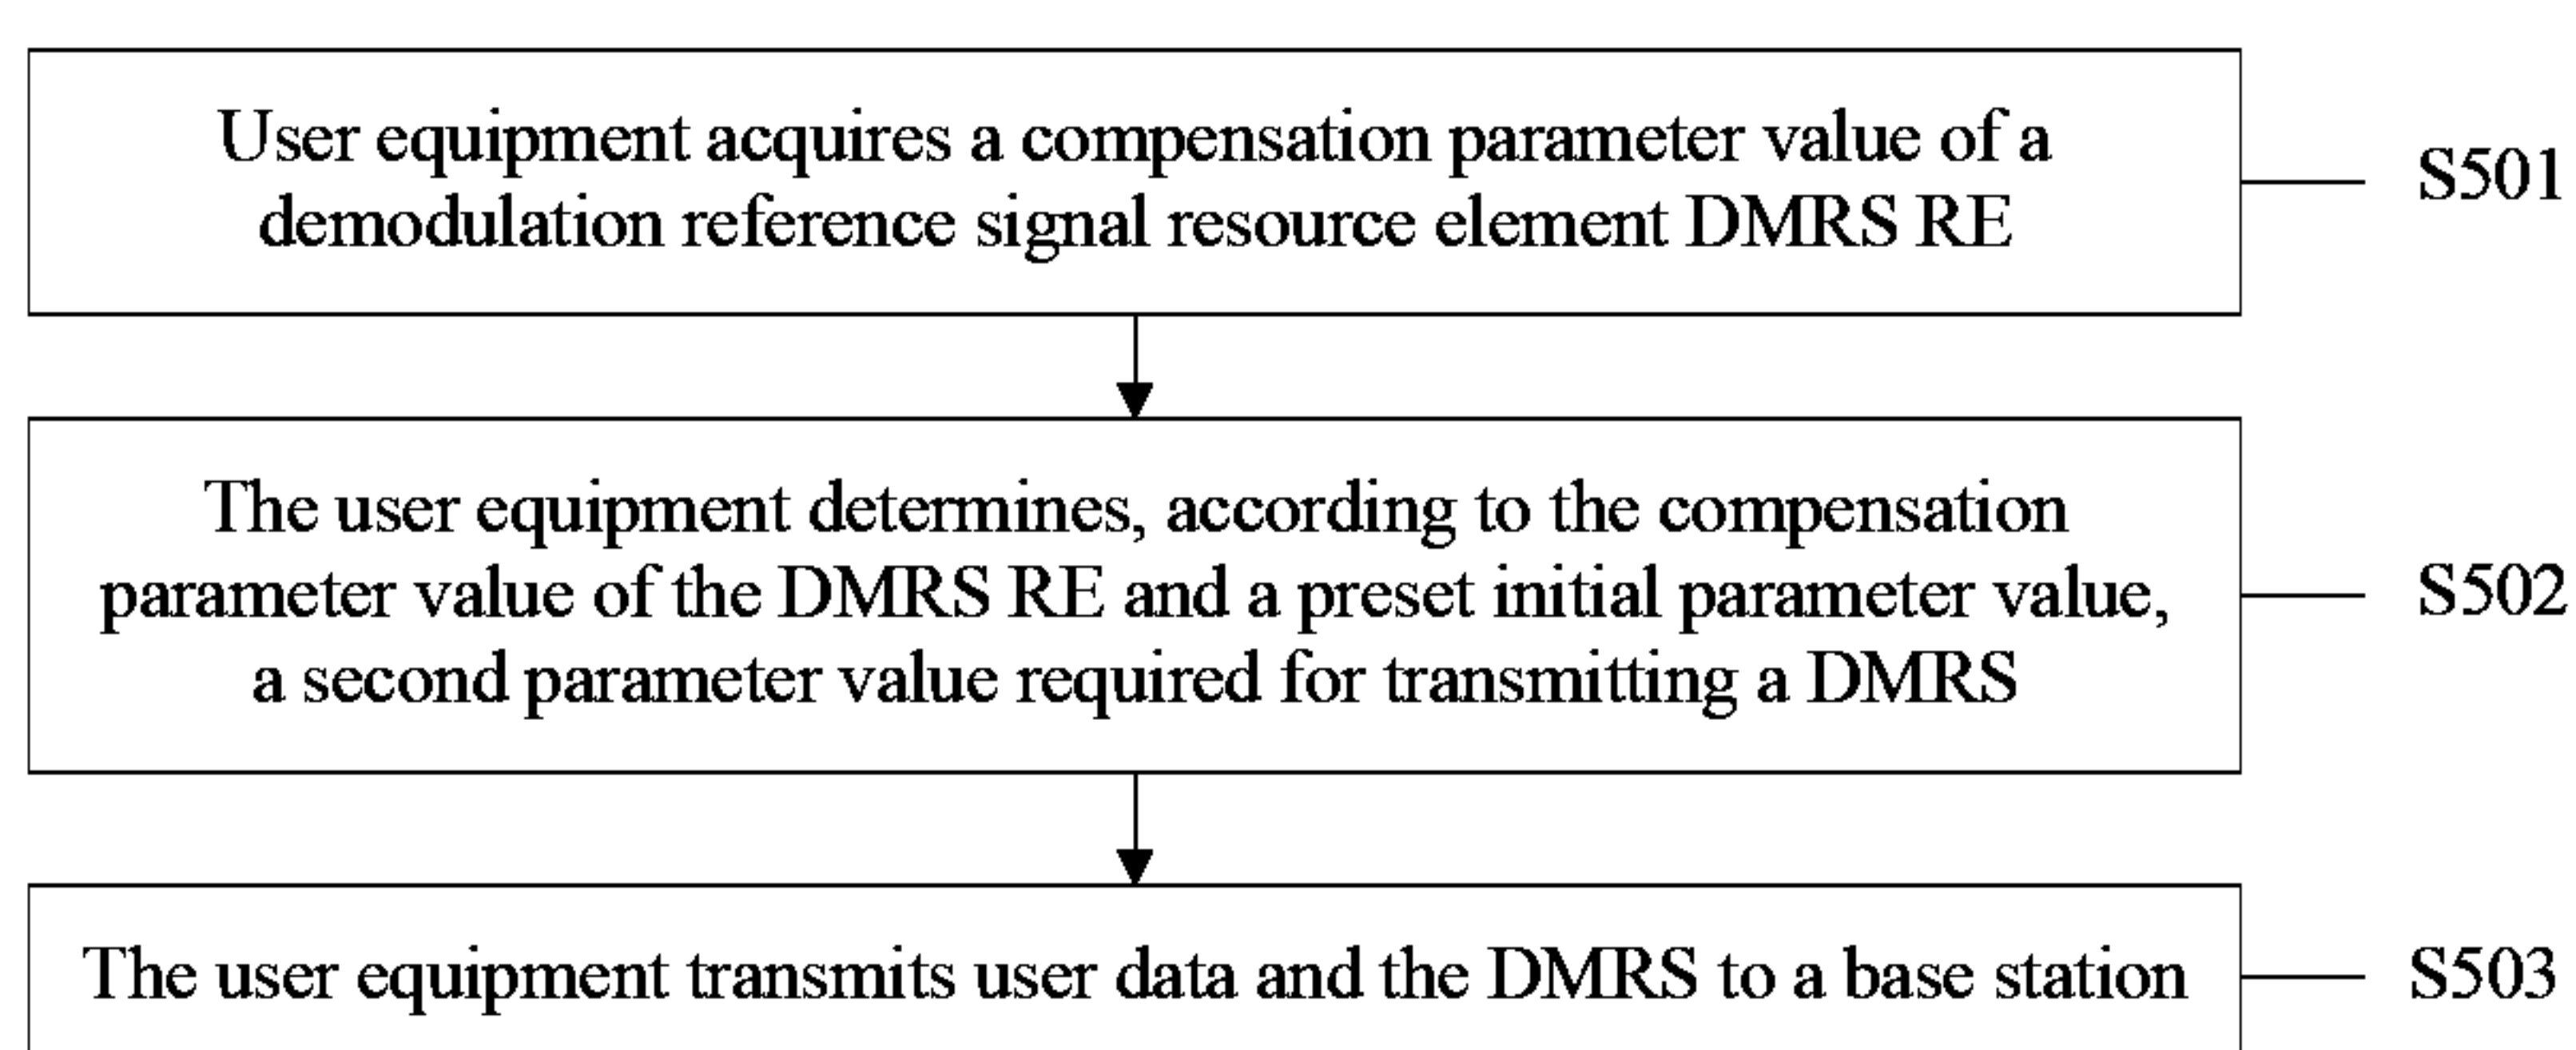 User equipment acquires a compensation parameter value of a
demodulation reference signal resource element DMRS RE
S501
The user equipment determines, according to the compensation
parameter value of the DMRS RE and a preset initial parameter value,
a second parameter value required for transmitting a DMRS
S502
The user equipment transmits user data and the DMRS to a base station
S503